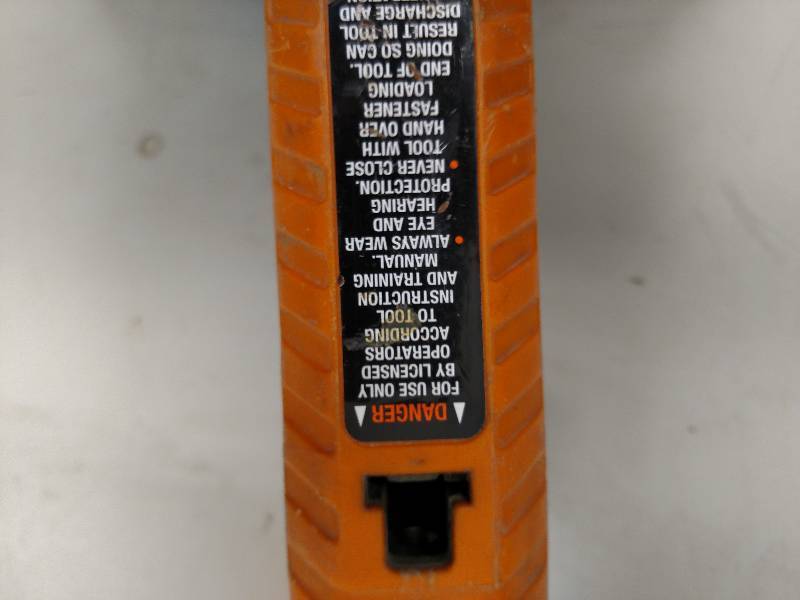 DANGER
FOR USE ONLY
BY LICENSED
OPERATORS
ACCORDING
TO TOOL
INSTRUCTION
AND TRAINING
MANUAL.
• ALWAYS WEAR
EYE AND
HEARING
PROTECTION.
• NEVER CLOSE
TOOL WITH
HAND OVER
FASTENER
LOADING
END OF TOOL.
DOING SO CAN
RESULT IN TOOL
DISCHARGE AND